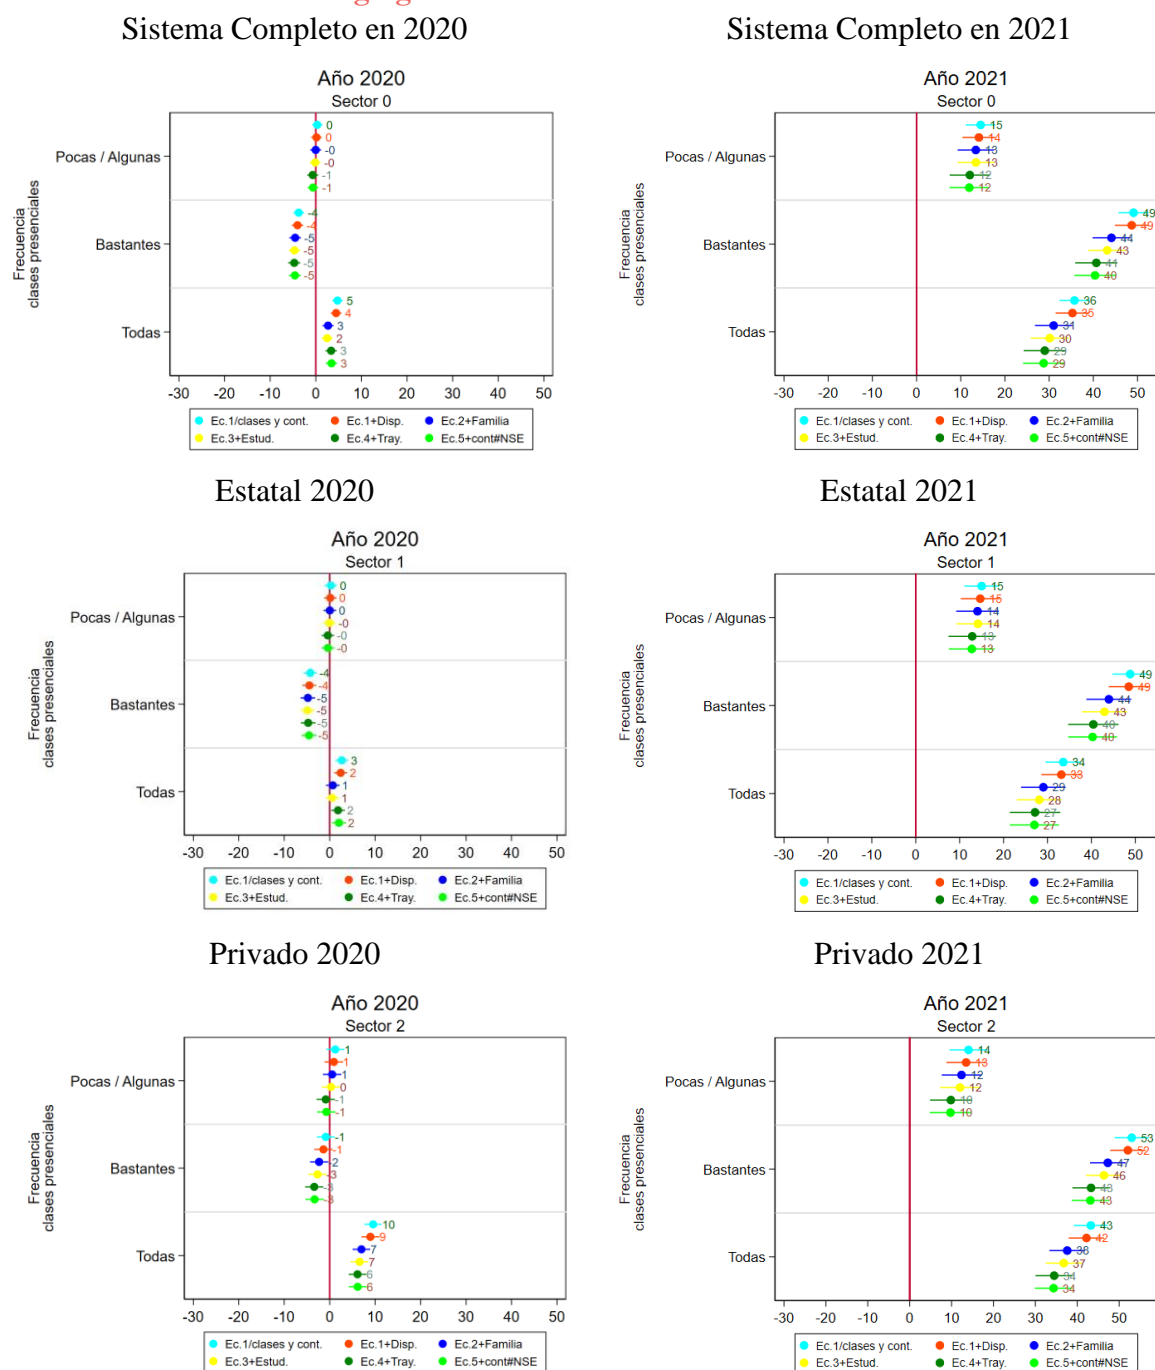 Sistema Completo en 2020
Sistema Completo en 2021
Año 2020
Sector 0
Pocas / Algunas
Bastantes
Todas
Frecuencia
clases presenciales
0
0
-0
-0
-1
-1
-4
-4
-5
-5
-5
-5
5
4
3
2
3
3
-30 -20 -10 0 10 20 30 40 50
Ec.1/clases y cont. Ec.1+Disp. Ec.2+Familia
Ec.3+Estud. Ec.4+Tray. Ec.5+cont#NSE
Año 2021
Sector 0
Pocas / Algunas
Bastantes
Todas
Frecuencia
clases presenciales
15
14
13
13
12
12
49
49
44
43
41
40
36
35
31
30
29
29
-30 -20 -10 0 10 20 30 40 50
Ec.1/clases y cont. Ec.1+Disp. Ec.2+Familia
Ec.3+Estud. Ec.4+Tray. Ec.5+cont#NSE
Estatal 2020
Estatal 2021
Año 2020
Sector 1
Pocas / Algunas
Bastantes
Todas
Frecuencia
clases presenciales
0
0
0
-0
-0
-0
-4
-4
-5
-5
-5
-5
3
2
1
1
2
2
-30 -20 -10 0 10 20 30 40 50
Ec.1/clases y cont. Ec.1+Disp. Ec.2+Familia
Ec.3+Estud. Ec.4+Tray. Ec.5+cont#NSE
Año 2021
Sector 1
Pocas / Algunas
Bastantes
Todas
Frecuencia
clases presenciales
15
15
14
14
13
13
49
49
44
43
40
40
34
33
29
28
27
27
-30 -20 -10 0 10 20 30 40 50
Ec.1/clases y cont. Ec.1+Disp. Ec.2+Familia
Ec.3+Estud. Ec.4+Tray. Ec.5+cont#NSE
Privado 2020
Privado 2021
Año 2020
Sector 2
Pocas / Algunas
Bastantes
Todas
Frecuencia
clases presenciales
1
1
1
0
-1
-1
-1
-1
-2
-3
-3
-3
10
9
7
7
6
6
-30 -20 -10 0 10 20 30 40 50
Ec.1/clases y cont. Ec.1+Disp. Ec.2+Familia
Ec.3+Estud. Ec.4+Tray. Ec.5+cont#NSE
Año 2021
Sector 2
Pocas / Algunas
Bastantes
Todas
Frecuencia
clases presenciales
14
13
12
12
10
10
53
52
47
46
43
43
43
42
38
37
34
34
-30 -20 -10 0 10 20 30 40 50
Ec.1/clases y cont. Ec.1+Disp. Ec.2+Familia
Ec.3+Estud. Ec.4+Tray. Ec.5+cont#NSE